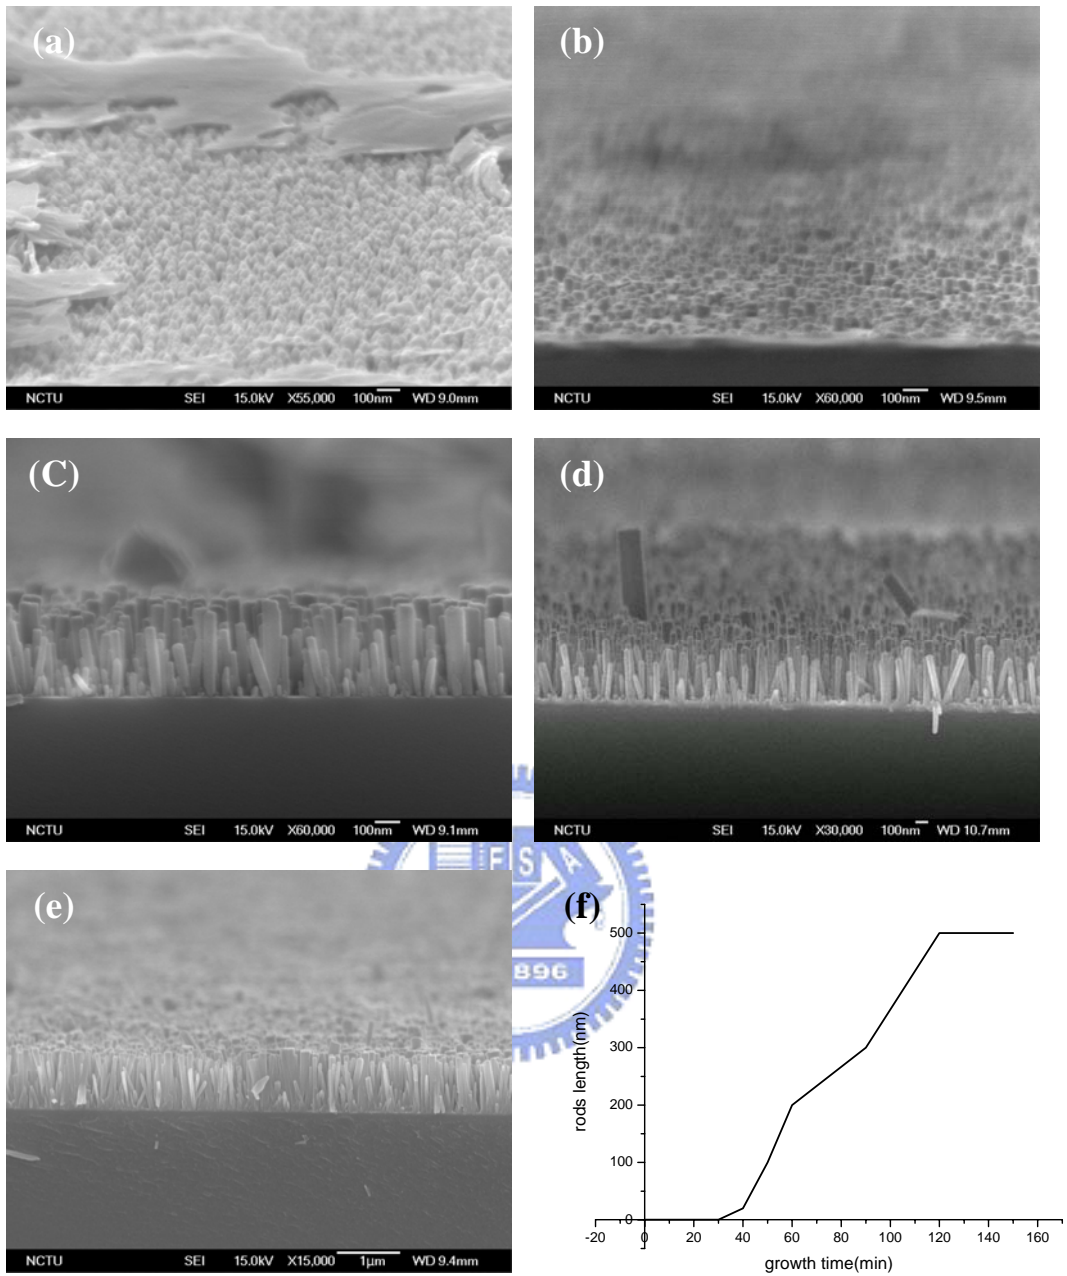 (a)
NCTU SEI 15.0kV X55,000 100nm WD 9.0mm
(b)
NCTU SEI 15.0kV X60,000 100nm WD 9.5mm
(C)
NCTU SEI 15.0kV X60,000 100nm WD 9.1mm
(d)
NCTU SEI 15.0kV X30,000 100nm WD 10.7mm
E S A
896
(e)
NCTU SEI 15.0kV X15,000 1µm WD 9.4mm
(f)
500
400
300
200
100
0
rods length(nm)
-20 0 20 40 60 80 100 120 140 160
growth time(min)